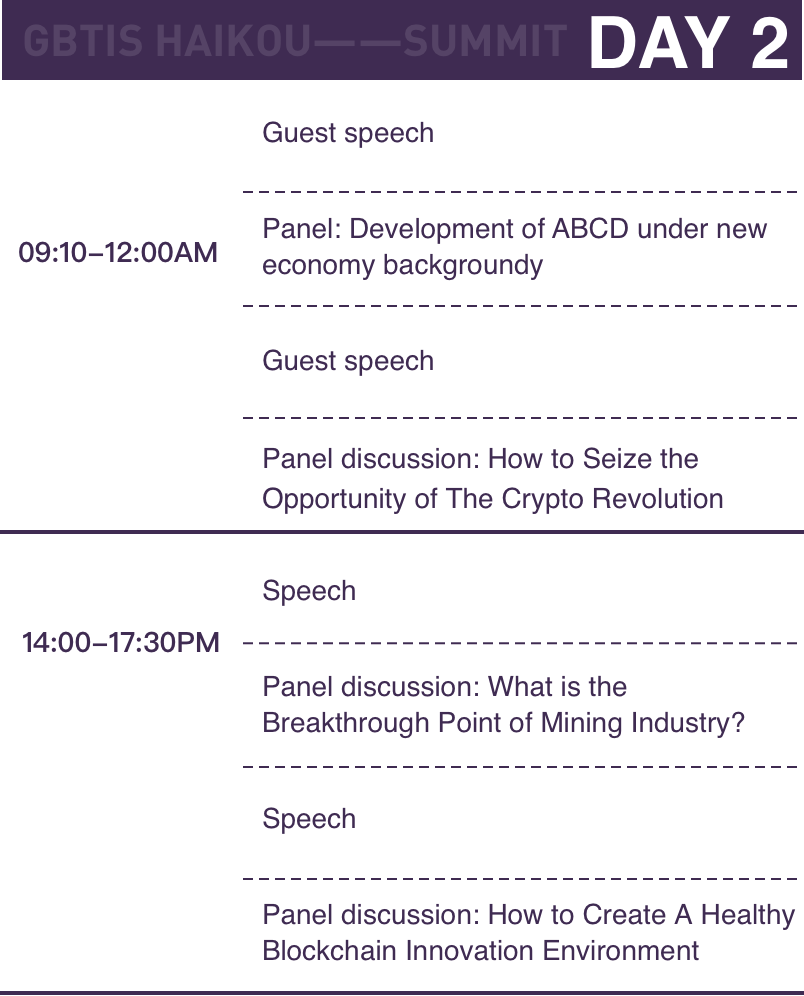 GBTIS HAIKOU——SUMMIT DAY 2
Guest speech
09:10–12:00AM
Panel: Development of ABCD under new
economy backgroundy
Guest speech
Panel discussion: How to Seize the
Opportunity of The Crypto Revolution
Speech
14:00–17:30PM
Panel discussion: What is the
Breakthrough Point of Mining Industry?
Speech
Panel discussion: How to Create A Healthy
Blockchain Innovation Environment